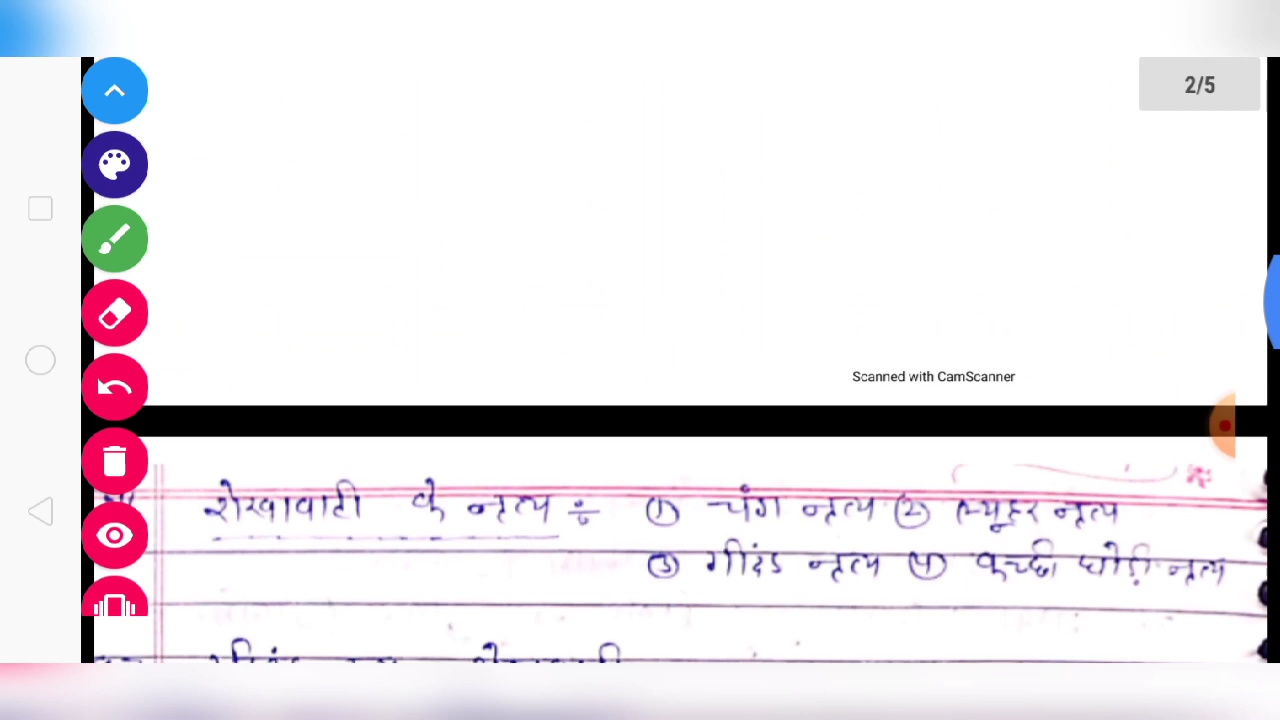 2/5
Scanned with CamScanner
शेखावाटी के नृत्य ÷ ① चंग नृत्य ② लूहर नृत्य
③ गींदड नृत्य ④ कच्छी घोड़ी नृत्य